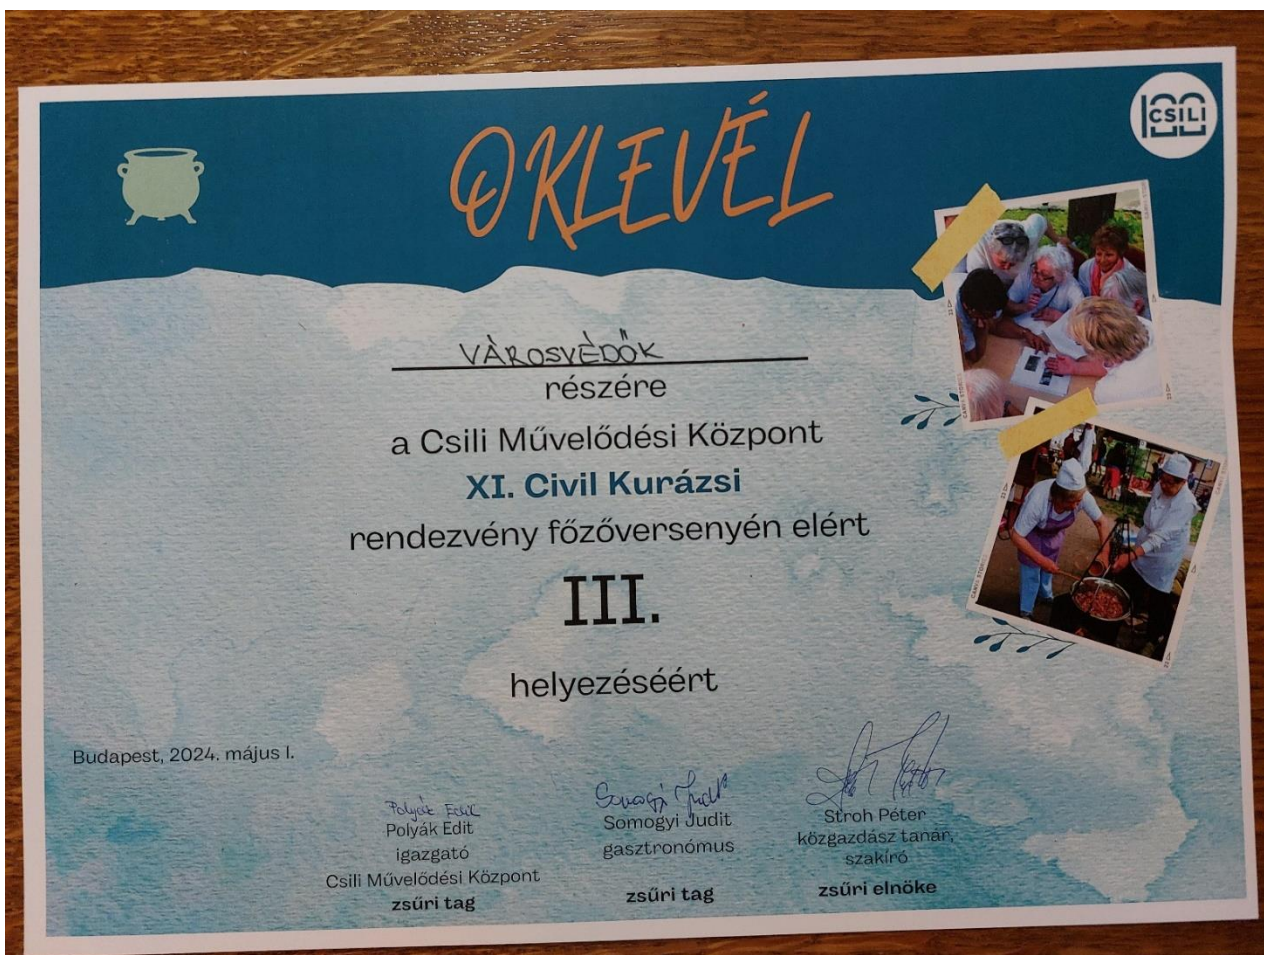 OKLEVÉL
100 CSILI
VÁROSVÉDŐK
részére
a Csili Művelődési Központ
XI. Civil Kurázsi
rendezvény főzőversenyén elért
III.
helyezéséért
Budapest, 2024. május 1.
Polyák Edit
Polyák Edit
igazgató
Csili Művelődési Központ
zsűri tag
Somogyi Judit
Somogyi Judit
gasztronómus
zsűri tag
Stroh Péter
közgazdász tanár,
szakíró
zsűri elnöke